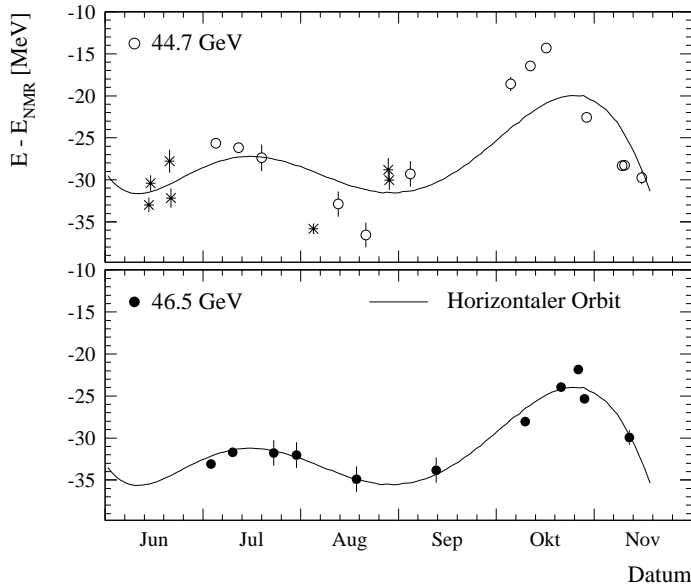 -10
-15
-20
-25
-30
-35
-10
E - E_NMR [MeV]
44.7 GeV
-15
-20
-25
-30
-35
46.5 GeV
Horizontaler Orbit
Jun Jul Aug Sep Okt Nov
Datum